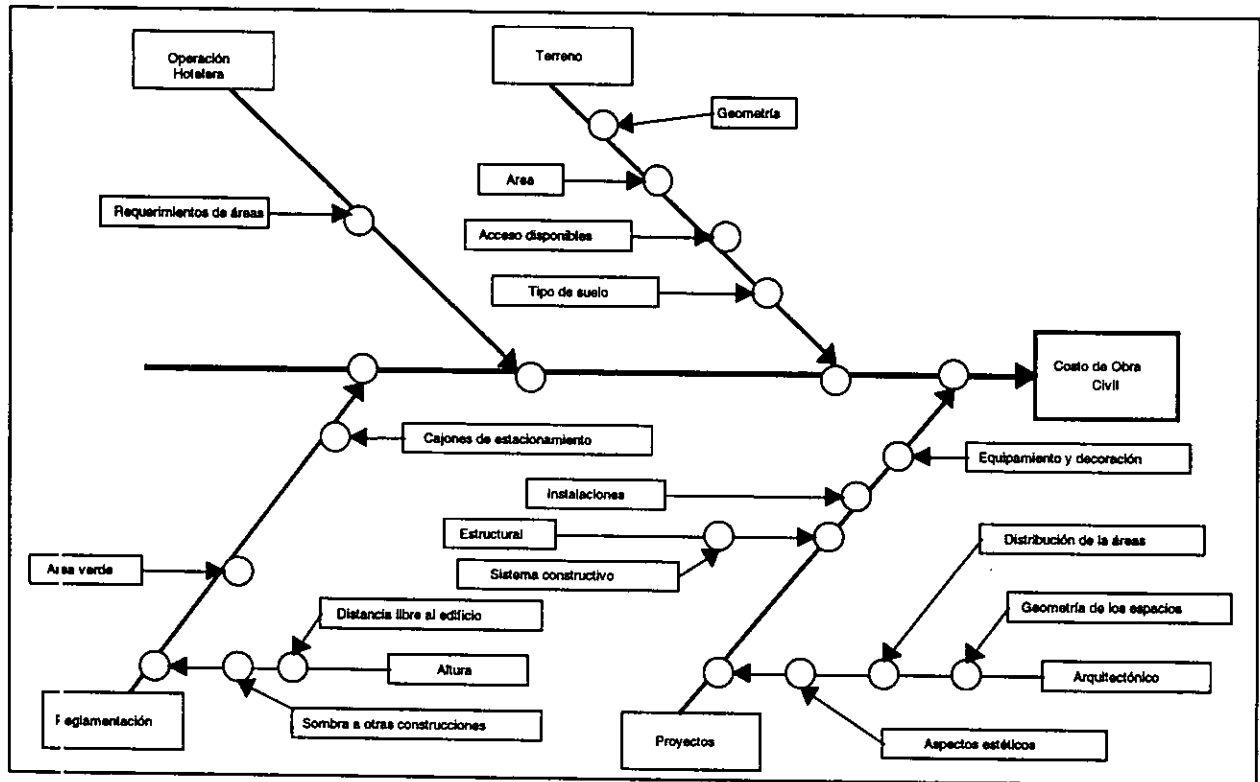 Operación
Hotelera
Terreno
Geometría
Area
Requerimientos de áreas
Acceso disponibles
Tipo de suelo
Costo de Obra
Civil
Cajones de estacionamiento
Equipamiento y decoración
Instalaciones
Estructural
Distribución de la áreas
Area verde
Sistema constructivo
Distancia libre al edificio
Geometría de los espacios
Altura
Arquitectónico
Reglamentación
Sombra a otras construcciones
Proyectos
Aspectos estéticos